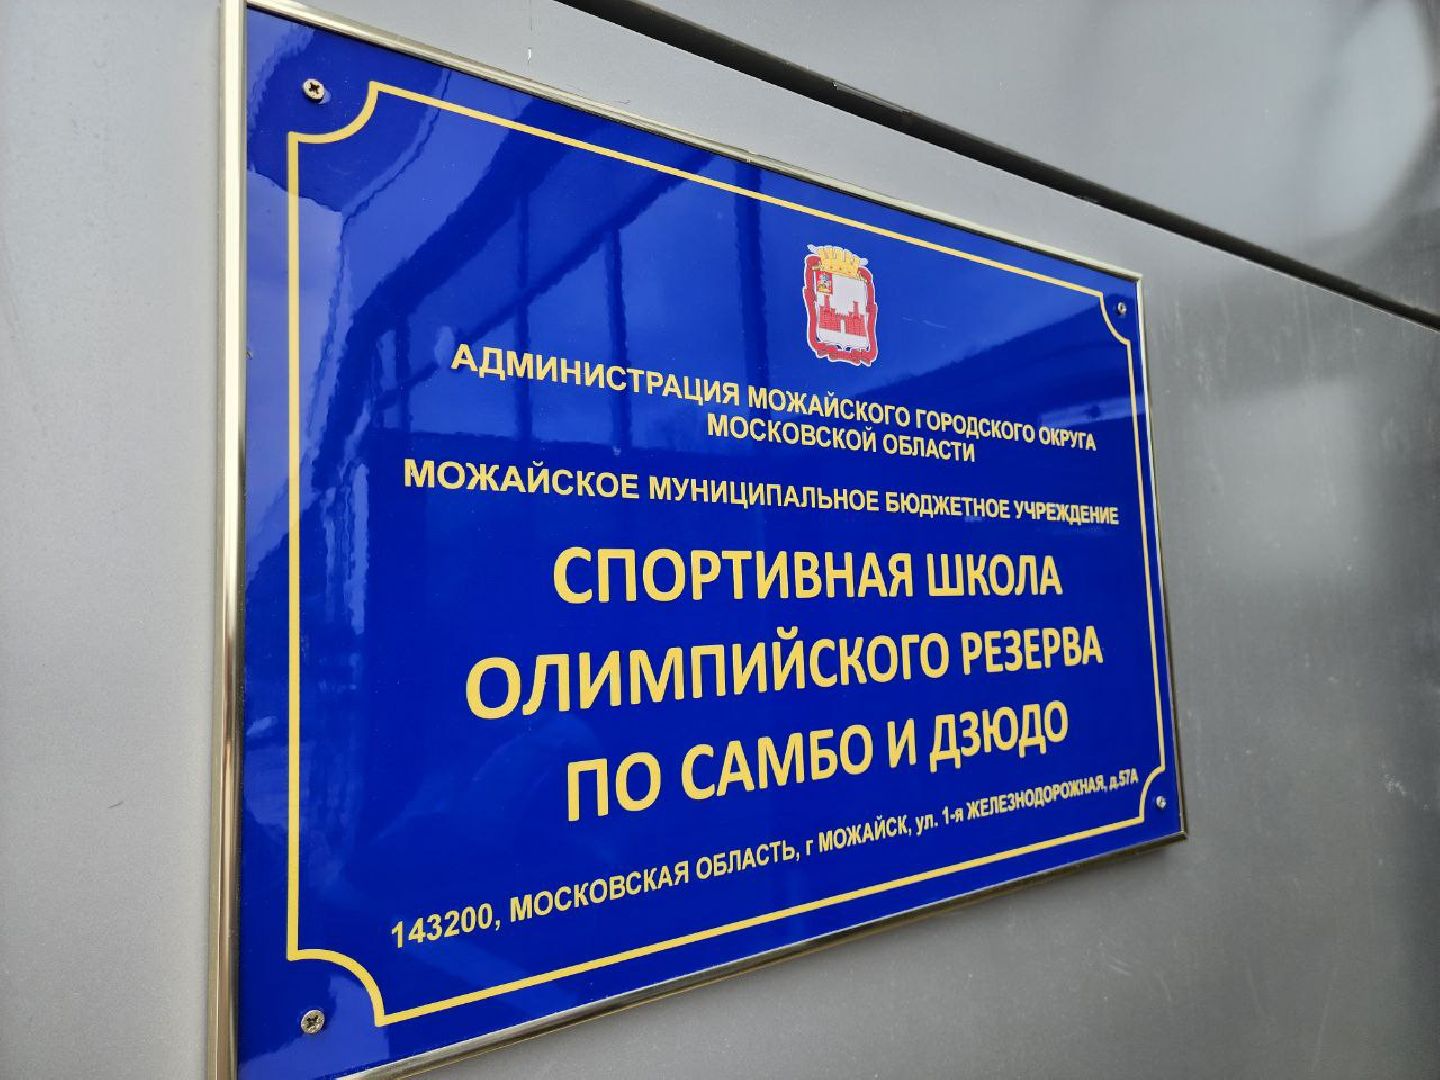 АДМИНИСТРАЦИЯ МОЖАЙСКОГО ГОРОДСКОГО ОКРУГА
МОСКОВСКОЙ ОБЛАСТИ
МОЖАЙСКОЕ МУНИЦИПАЛЬНОЕ БЮДЖЕТНОЕ УЧРЕЖДЕНИЕ
СПОРТИВНАЯ ШКОЛА
ОЛИМПИЙСКОГО РЕЗЕРВА
ПО САМБО И ДЗЮДО
143200, МОСКОВСКАЯ ОБЛАСТЬ, г МОЖАЙСК, ул. 1-я ЖЕЛЕЗНОДОРОЖНАЯ, д.57А